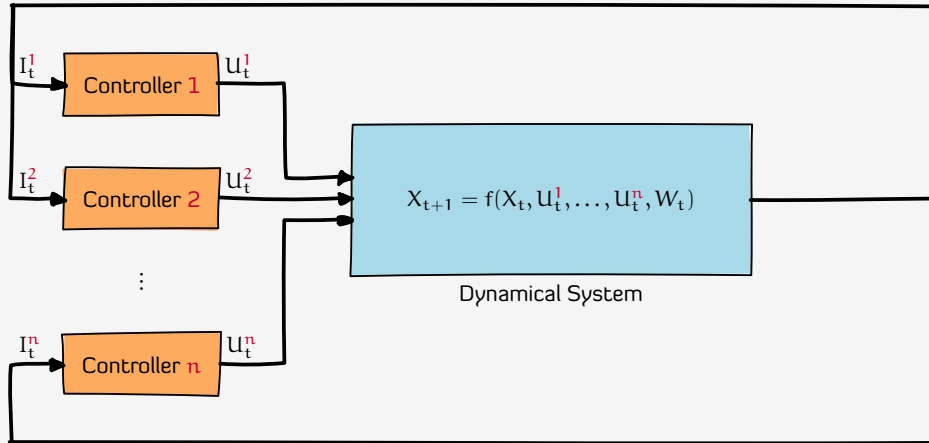 I_t^1
U_t^1
Controller 1
I_t^2
U_t^2
Controller 2
X_{t+1} = f(X_t, U_t^1, ..., U_t^n, W_t)
⋮
Dynamical System
I_t^n
U_t^n
Controller n